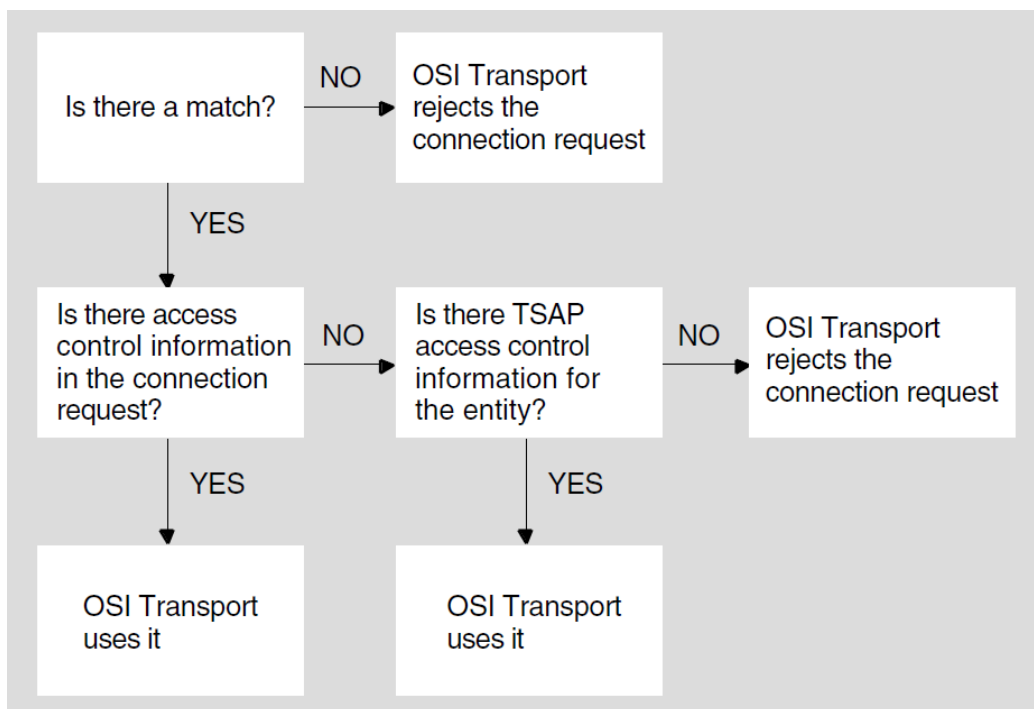 Is there a match?
NO
OSI Transport
rejects the
connection request
YES
Is there access
control information
in the connection
request?
NO
Is there TSAP
access control
information for
the entity?
NO
OSI Transport
rejects the
connection request
YES
YES
OSI Transport
uses it
OSI Transport
uses it